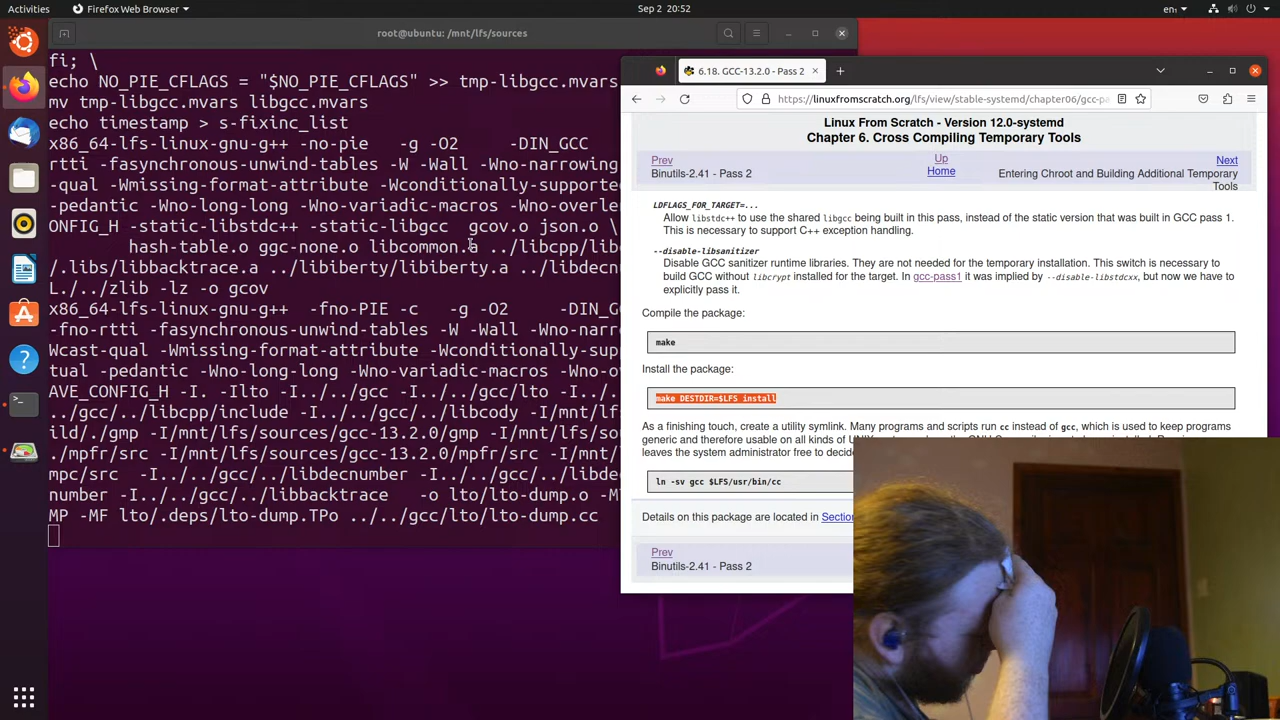 Activities
Firefox Web Browser
Sep 2 20:52
en
root@ubuntu: /mnt/lfs/sources
fi; \
echo NO_PIE_CFLAGS = "$NO_PIE_CFLAGS" >> tmp-libgcc.mvars
mv tmp-libgcc.mvars libgcc.mvars
echo timestamp > s-fixinc_list
x86_64-lfs-linux-gnu-g++ -no-pie   -g -O2     -DIN_GCC
rtti -fasynchronous-unwind-tables -W -Wall -Wno-narrowing
-qual -Wmissing-format-attribute -Wconditionally-supporte
-pedantic -Wno-long-long -Wno-variadic-macros -Wno-overl
ONFIG_H -static-libstdc++ -static-libgcc  gcov.o json.o \
        hash-table.o ggc-none.o libcommon.a ../libcpp/lib
/.libs/libbacktrace.a ../libiberty/libiberty.a ../libdecn
L./../zlib -lz -o gcov
x86_64-lfs-linux-gnu-g++  -fno-PIE -c   -g -O2     -DIN_G
-fno-rtti -fasynchronous-unwind-tables -W -Wall -Wno-narr
Wcast-qual -Wmissing-format-attribute -Wconditionally-sup
tual -pedantic -Wno-long-long -Wno-variadic-macros -Wno-o
AVE_CONFIG_H -I. -Ilto -I../../gcc -I../../gcc/lto -I../.
../gcc/../libcpp/include -I../../gcc/../libcody -I/mnt/lf
ild/./gmp -I/mnt/lfs/sources/gcc-13.2.0/gmp -I/mnt/lfs/so
./mpfr/src -I/mnt/lfs/sources/gcc-13.2.0/mpfr/src -I/mnt/
mpc/src  -I../../gcc/../libdecnumber -I../../gcc/../libde
number -I../../gcc/../libbacktrace   -o lto/lto-dump.o -M
MP -MF lto/.deps/lto-dump.TPo ../../gcc/lto/lto-dump.cc
6.18. GCC-13.2.0 - Pass 2
https://linuxfromscratch.org/lfs/view/stable-systemd/chapter06/gcc-pa
Linux From Scratch - Version 12.0-systemd
Chapter 6. Cross Compiling Temporary Tools
Prev
Up
Next
Binutils-2.41 - Pass 2
Home
Entering Chroot and Building Additional Temporary
Tools
LDFLAGS_FOR_TARGET=...
Allow libstdc++ to use the shared libgcc being built in this pass, instead of the static version that was built in GCC pass 1.
This is necessary to support C++ exception handling.
--disable-libsanitizer
Disable GCC sanitizer runtime libraries. They are not needed for the temporary installation. This switch is necessary to
build GCC without libcrypt installed for the target. In gcc-pass1 it was implied by --disable-libstdcxx, but now we have to
explicitly pass it.
Compile the package:
make
Install the package:
make DESTDIR=$LFS install
As a finishing touch, create a utility symlink. Many programs and scripts run cc instead of gcc, which is used to keep programs
generic and therefore usable on all kinds of
leaves the system administrator free to decid
ln -sv gcc $LFS/usr/bin/cc
Details on this package are located in Section
Prev
Binutils-2.41 - Pass 2